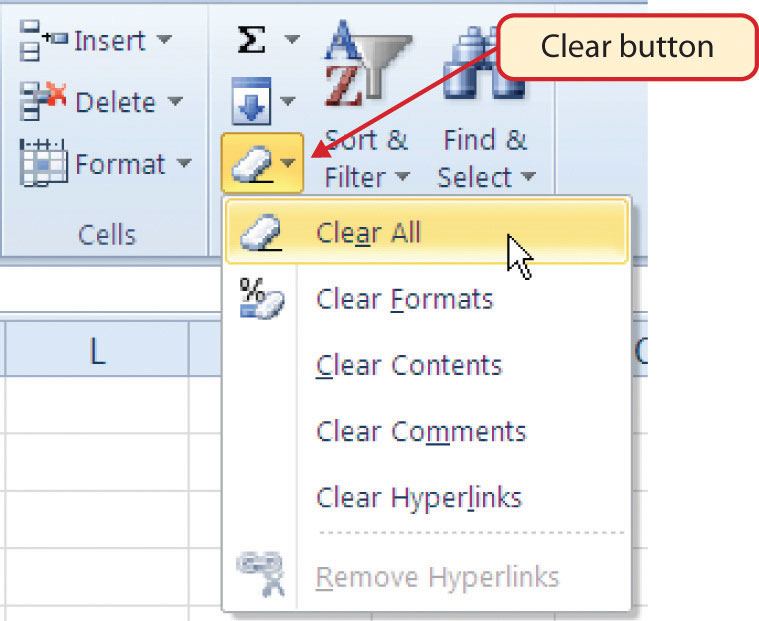 Insert
Delete
Format
Cells
Σ
A
Z
Sort &
Filter
Find &
Select
Clear button
Clear All
Clear Formats
%
Clear Contents
Clear Comments
Clear Hyperlinks
Remove Hyperlinks
L